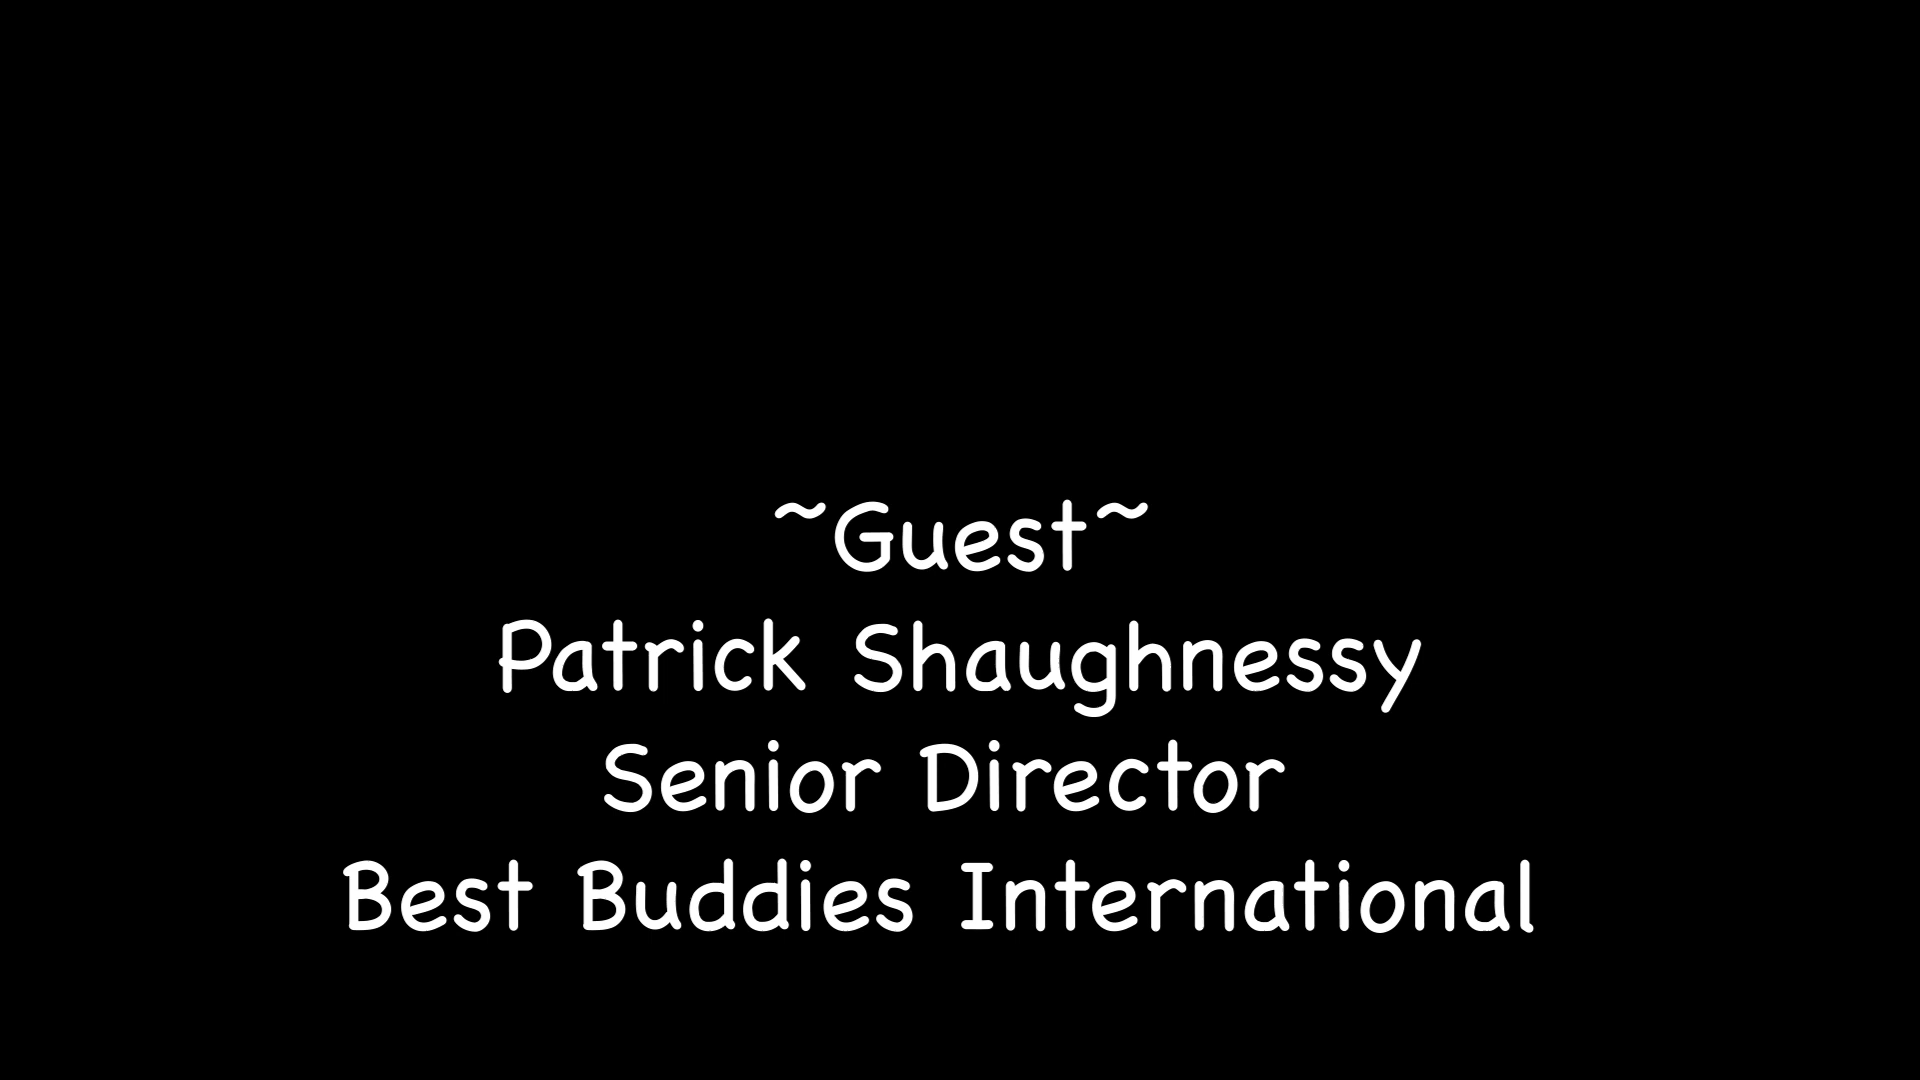 ~Guest~
Patrick Shaughnessy
Senior Director
Best Buddies International